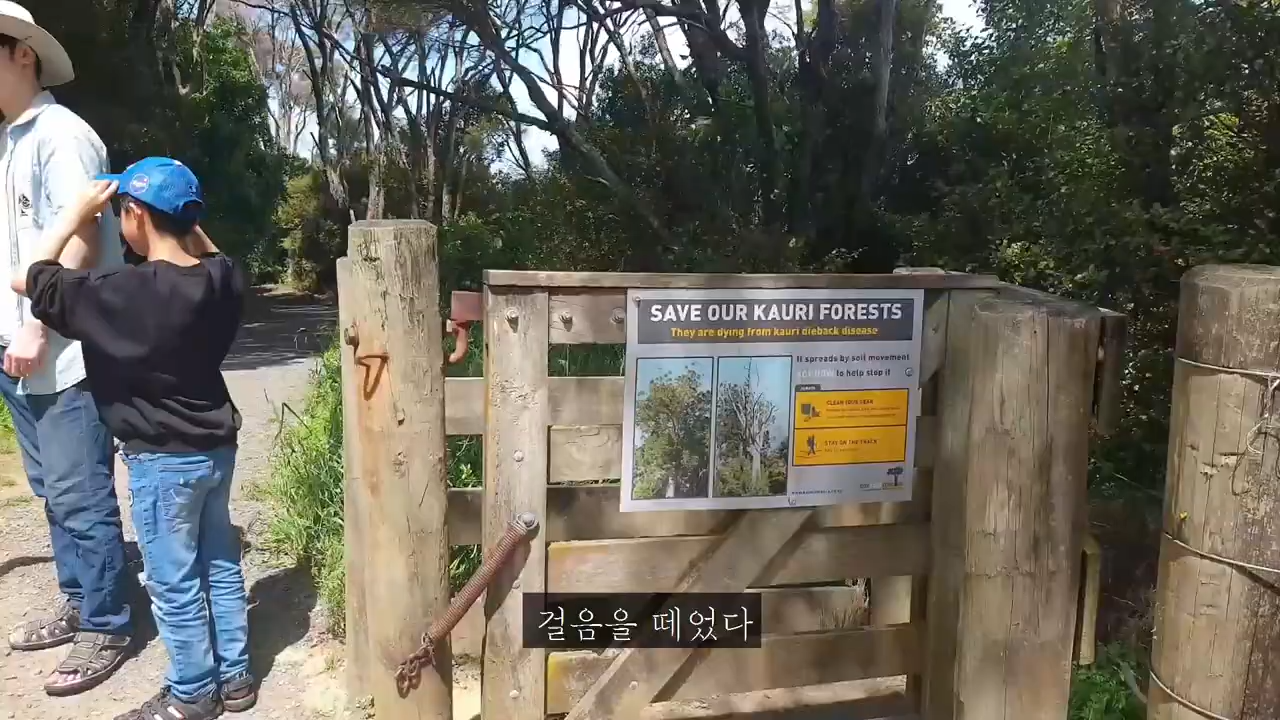 SAVE OUR KAURI FORESTS
They are dying from kauri dieback disease
It spreads by soil movement
to help stop it
CLEAN YOUR GEAR
STAY ON THE TRACK
걸음을 떼었다